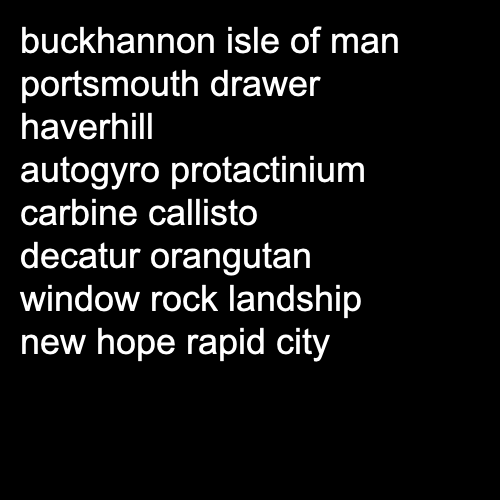 buckhannon isle of man
portsmouth drawer
haverhill
autogyro protactinium
carbine callisto
decatur orangutan
window rock landship
new hope rapid city